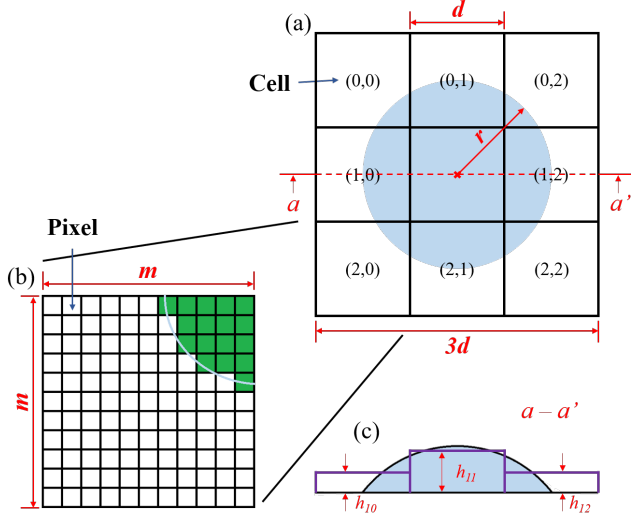 (a)
d
Cell
(0,0) (0,1) (0,2)
r
(1,0) (1,2)
a a’
Pixel
(2,0) (2,1) (2,2)
(b)
m
3d
m
a – a’
(c)
h11
h10 h12